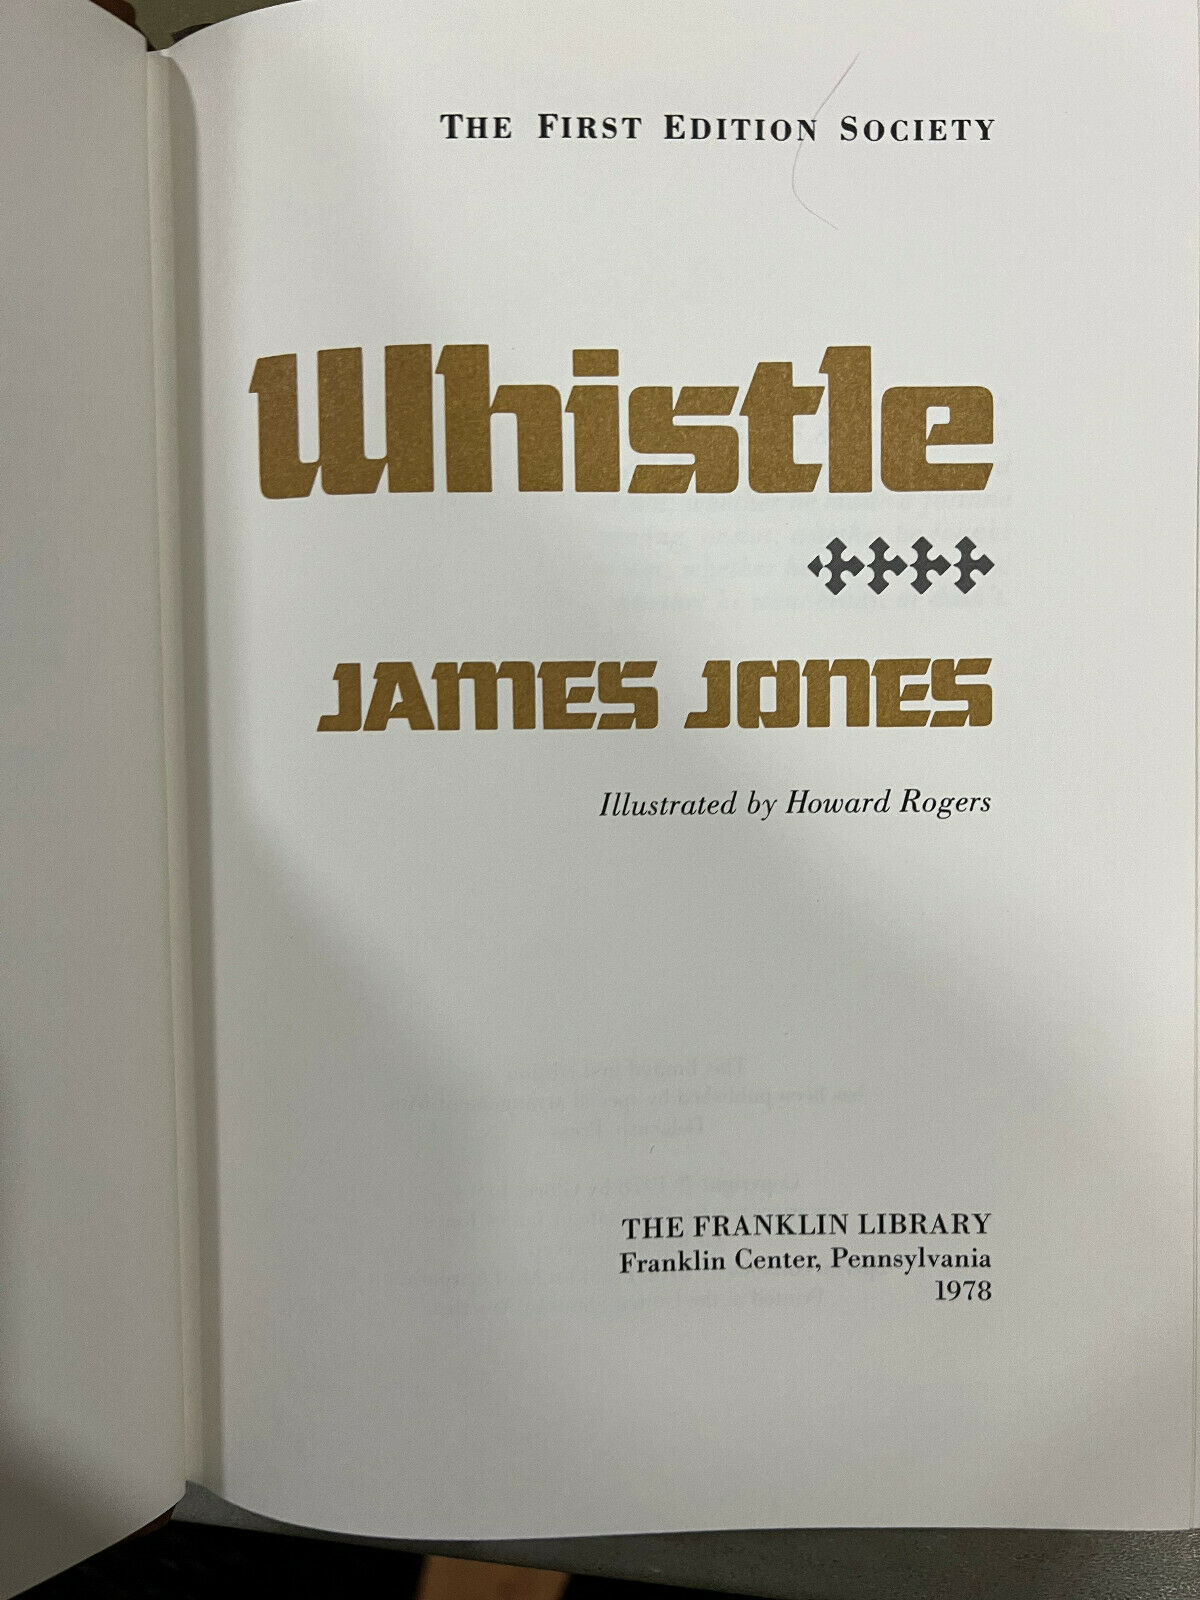 THE FIRST EDITION SOCIETY
Whistle
JAMES JONES
Illustrated by Howard Rogers
THE FRANKLIN LIBRARY
Franklin Center, Pennsylvania
1978